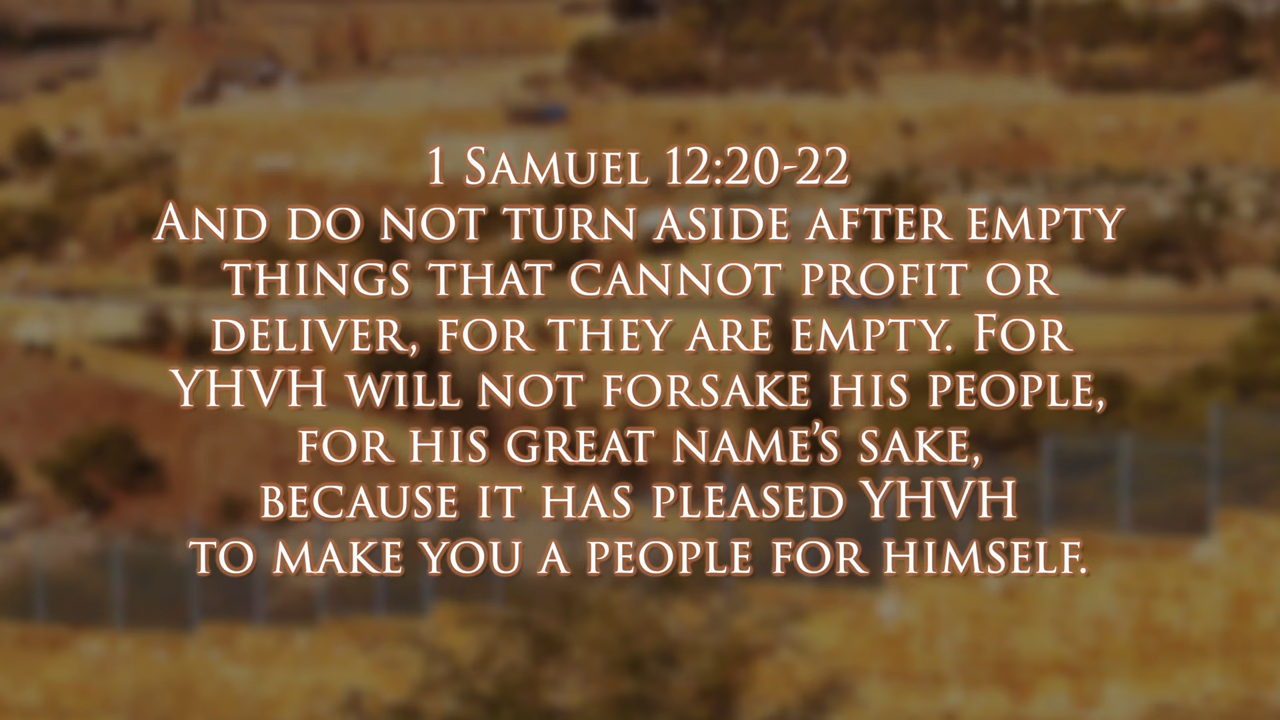 1 Samuel 12:20-22
And do not turn aside after empty
things that cannot profit or
deliver, for they are empty. For
YHVH will not forsake his people,
for his great name’s sake,
because it has pleased YHVH
to make you a people for himself.